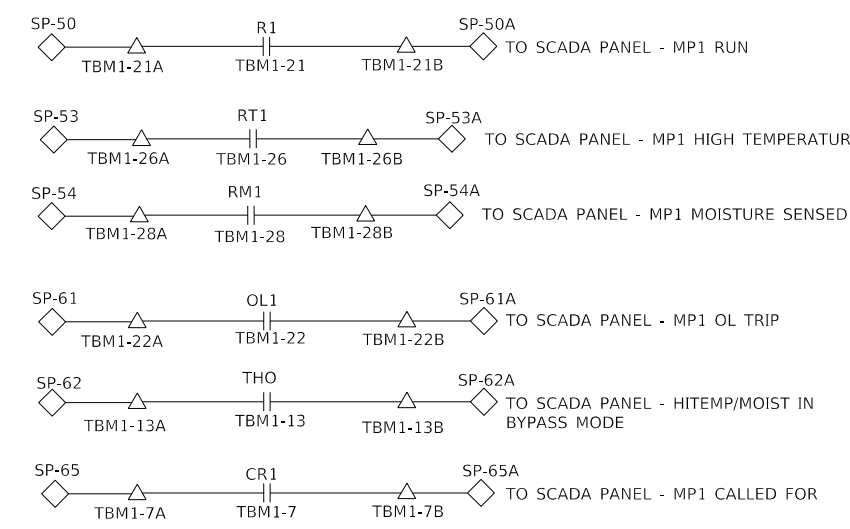 SP-50 R1 SP-50A
TO SCADA PANEL - MP1 RUN
TBM1-21A TBM1-21 TBM1-21B
SP-53 RT1 SP-53A
TO SCADA PANEL - MP1 HIGH TEMPERATUR
TBM1-26A TBM1-26 TBM1-26B
SP-54 RM1 SP-54A
TO SCADA PANEL - MP1 MOISTURE SENSED
TBM1-28A TBM1-28 TBM1-28B
SP-61 OL1 SP-61A
TO SCADA PANEL - MP1 OL TRIP
TBM1-22A TBM1-22 TBM1-22B
SP-62 THO SP-62A
TO SCADA PANEL - HITEMP/MOIST IN
BYPASS MODE
TBM1-13A TBM1-13 TBM1-13B
SP-65 CR1 SP-65A
TO SCADA PANEL - MP1 CALLED FOR
TBM1-7A TBM1-7 TBM1-7B